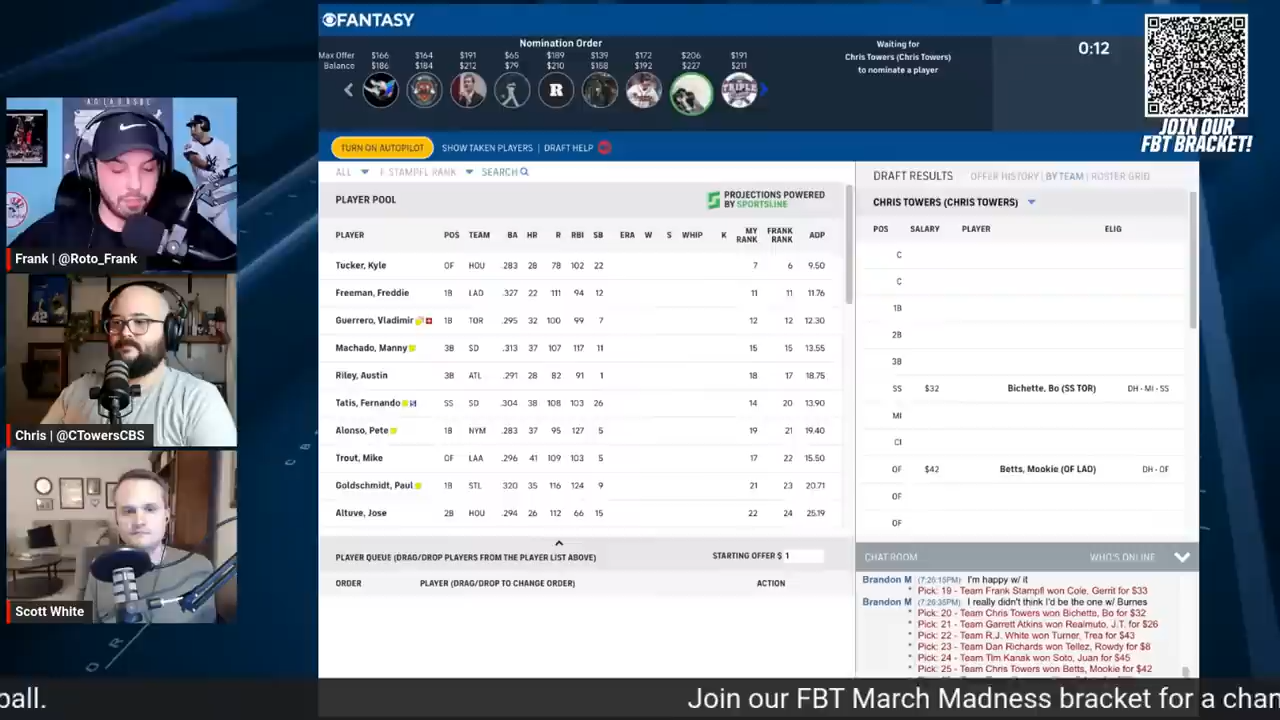 FANTASY
Nomination Order
Max Offer $166 $164 $191 $65 $189 $139 $172 $206 $191
Balance $186 $184 $212 $79 $210 $188 $192 $227 $211
Waiting for
Chris Towers (Chris Towers)
to nominate a player
0:12
R
TRIPLE
JOIN OUR
FBT BRACKET!
TURN ON AUTOPILOT SHOW TAKEN PLAYERS | DRAFT HELP
ALL F STAMPFL RANK SEARCH
PLAYER POOL
PROJECTIONS POWERED
BY SPORTSLINE
PLAYER POS TEAM BA HR R RBI SB ERA W S WHIP K MY RANK FRANK RANK ADP
Tucker, Kyle OF HOU .283 28 78 102 22 7 6 9.50
Freeman, Freddie 1B LAD .327 22 111 94 12 11 11 11.76
Guerrero, Vladimir 1B TOR .295 32 100 99 7 12 12 12.30
Machado, Manny 3B SD .313 37 107 117 11 15 15 13.55
Riley, Austin 3B ATL .291 28 82 91 1 18 17 18.75
Tatis, Fernando SS SD .304 38 108 103 26 14 20 13.90
Alonso, Pete 1B NYM .283 37 95 127 5 19 21 19.40
Trout, Mike OF LAA .296 41 109 103 5 17 22 15.50
Goldschmidt, Paul 1B STL .320 35 116 124 9 21 23 20.71
Altuve, Jose 2B HOU .294 26 112 66 15 22 24 25.19
PLAYER QUEUE (DRAG/DROP PLAYERS FROM THE PLAYER LIST ABOVE) STARTING OFFER $ 1
ORDER PLAYER (DRAG/DROP TO CHANGE ORDER) ACTION
DRAFT RESULTS OFFER HISTORY | BY TEAM | ROSTER GRID
CHRIS TOWERS (CHRIS TOWERS)
POS SALARY PLAYER ELIG
C
C
1B
2B
3B
SS $32 Bichette, Bo (SS TOR) DH - MI - SS
MI
CI
OF $42 Betts, Mookie (OF LAD) DH - OF
OF
OF
CHAT ROOM WHO'S ONLINE
Brandon M (7:26:15PM): I'm happy w/ it
* Pick: 19 - Team Frank Stampfl won Cole, Gerrit for $33
Brandon M (7:26:35PM): I really didn't think I'd be the one w/ Burnes
* Pick: 20 - Team Chris Towers won Bichette, Bo for $32
* Pick: 21 - Team Garrett Atkins won Realmuto, J.T. for $26
* Pick: 22 - Team R.J. White won Turner, Trea for $43
* Pick: 23 - Team Dan Richards won Tellez, Rowdy for $8
* Pick: 24 - Team Tim Kanak won Soto, Juan for $45
* Pick: 25 - Team Chris Towers won Betts, Mookie for $42
Frank | @Roto_Frank
Chris | @CTowersCBS
Scott White
ball. Join our FBT March Madness bracket for a chan